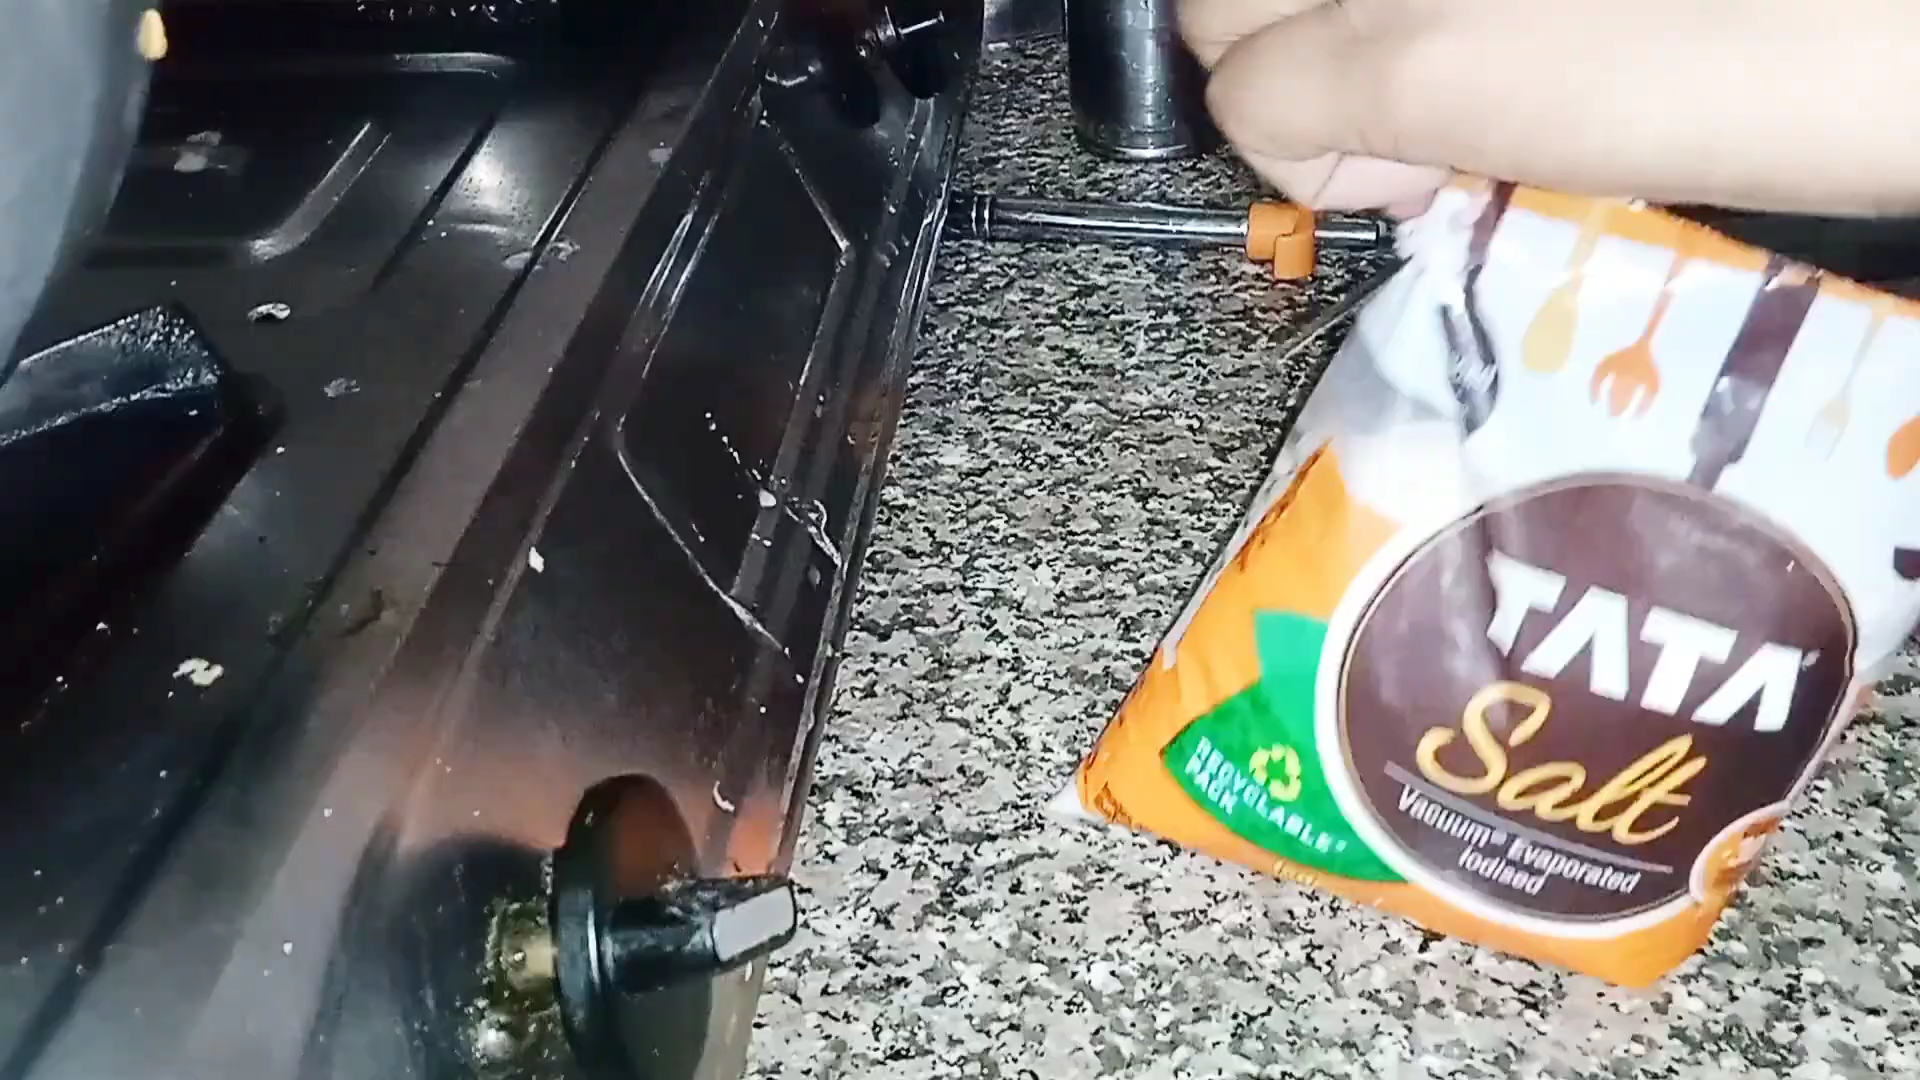 TATA
Salt
Vacuum® Evaporated
Iodised
RECYCLABLE*
PACK